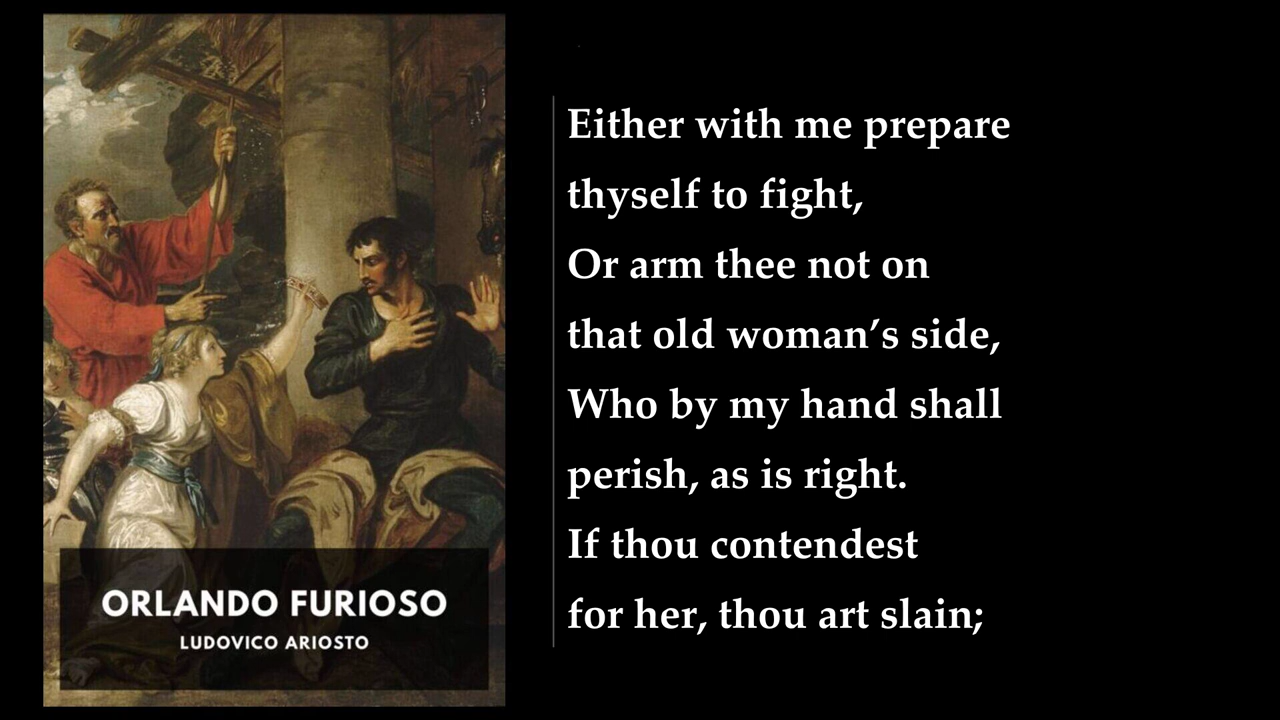 ORLANDO FURIOSO
LUDOVICO ARIOSTO
Either with me prepare
thyself to fight,
Or arm thee not on
that old woman’s side,
Who by my hand shall
perish, as is right.
If thou contendest
for her, thou art slain;